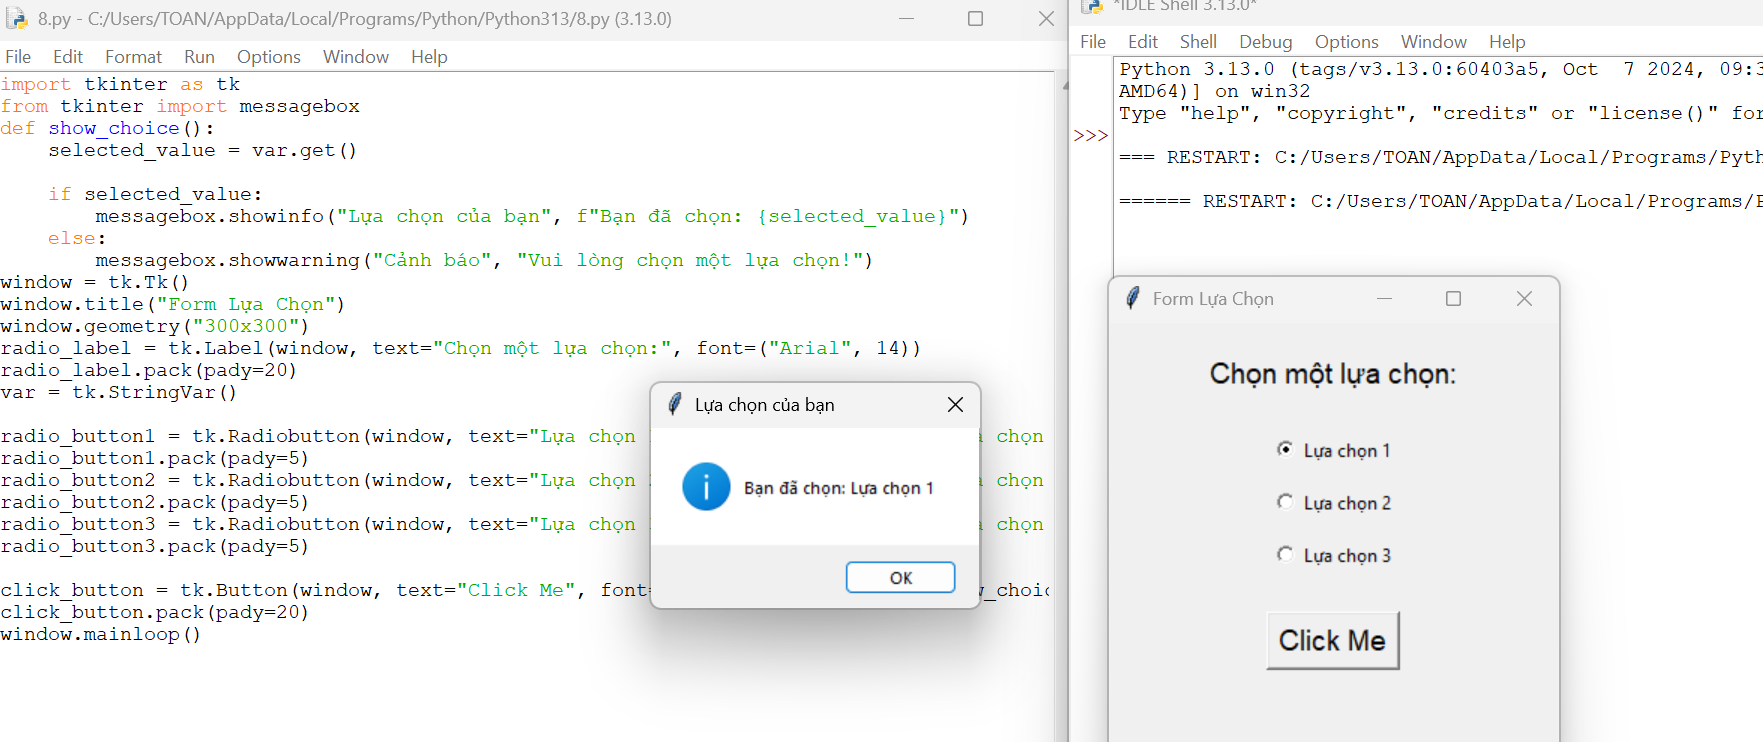 8.py - C:/Users/TOAN/AppData/Local/Programs/Python/Python313/8.py (3.13.0)
File Edit Format Run Options Window Help
import tkinter as tk
from tkinter import messagebox
def show_choice():
    selected_value = var.get()
    if selected_value:
        messagebox.showinfo("Lựa chọn của bạn", f"Bạn đã chọn: {selected_value}")
    else:
        messagebox.showwarning("Cảnh báo", "Vui lòng chọn một lựa chọn!")
window = tk.Tk()
window.title("Form Lựa Chọn")
window.geometry("300x300")
radio_label = tk.Label(window, text="Chọn một lựa chọn:", font=("Arial", 14))
radio_label.pack(pady=20)
var = tk.StringVar()
radio_button1 = tk.Radiobutton(window, text="Lựa chọn chọn
radio_button1.pack(pady=5)
radio_button2 = tk.Radiobutton(window, text="Lựa chọn chọn
radio_button2.pack(pady=5)
radio_button3 = tk.Radiobutton(window, text="Lựa chọn chọn
radio_button3.pack(pady=5)
click_button = tk.Button(window, text="Click Me", font
click_button.pack(pady=20)
window.mainloop()
Lựa chọn của bạn
Bạn đã chọn: Lựa chọn 1
OK
*IDLE Shell 3.13.0*
File Edit Shell Debug Options Window Help
Python 3.13.0 (tags/v3.13.0:60403a5, Oct  7 2024, 09:3
AMD64)] on win32
Type "help", "copyright", "credits" or "license()" for
>>>
=== RESTART: C:/Users/TOAN/AppData/Local/Programs/Pyth
====== RESTART: C:/Users/TOAN/AppData/Local/Programs/P
Form Lựa Chọn
Chọn một lựa chọn:
Lựa chọn 1
Lựa chọn 2
Lựa chọn 3
Click Me